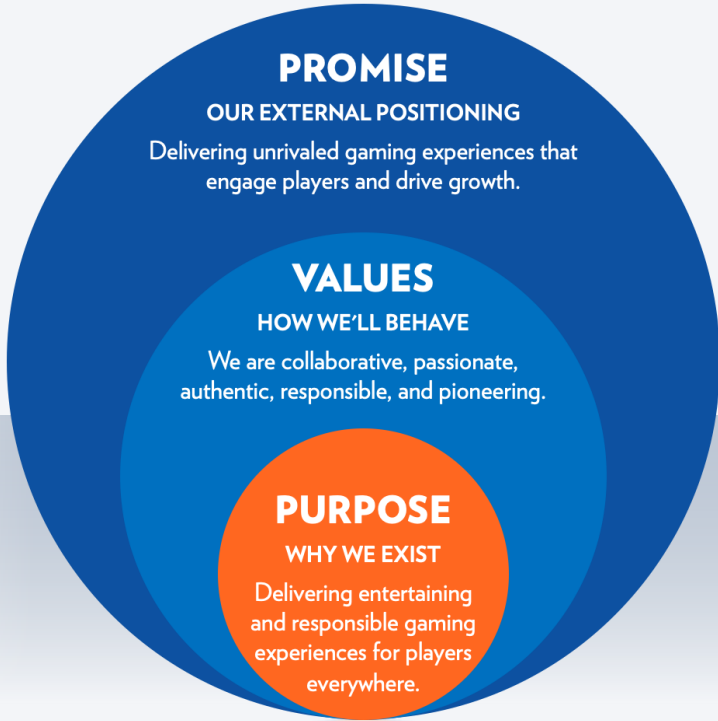 PROMISE
OUR EXTERNAL POSITIONING
Delivering unrivaled gaming experiences that
engage players and drive growth.
VALUES
HOW WE'LL BEHAVE
We are collaborative, passionate,
authentic, responsible, and pioneering.
PURPOSE
WHY WE EXIST
Delivering entertaining
and responsible gaming
experiences for players
everywhere.